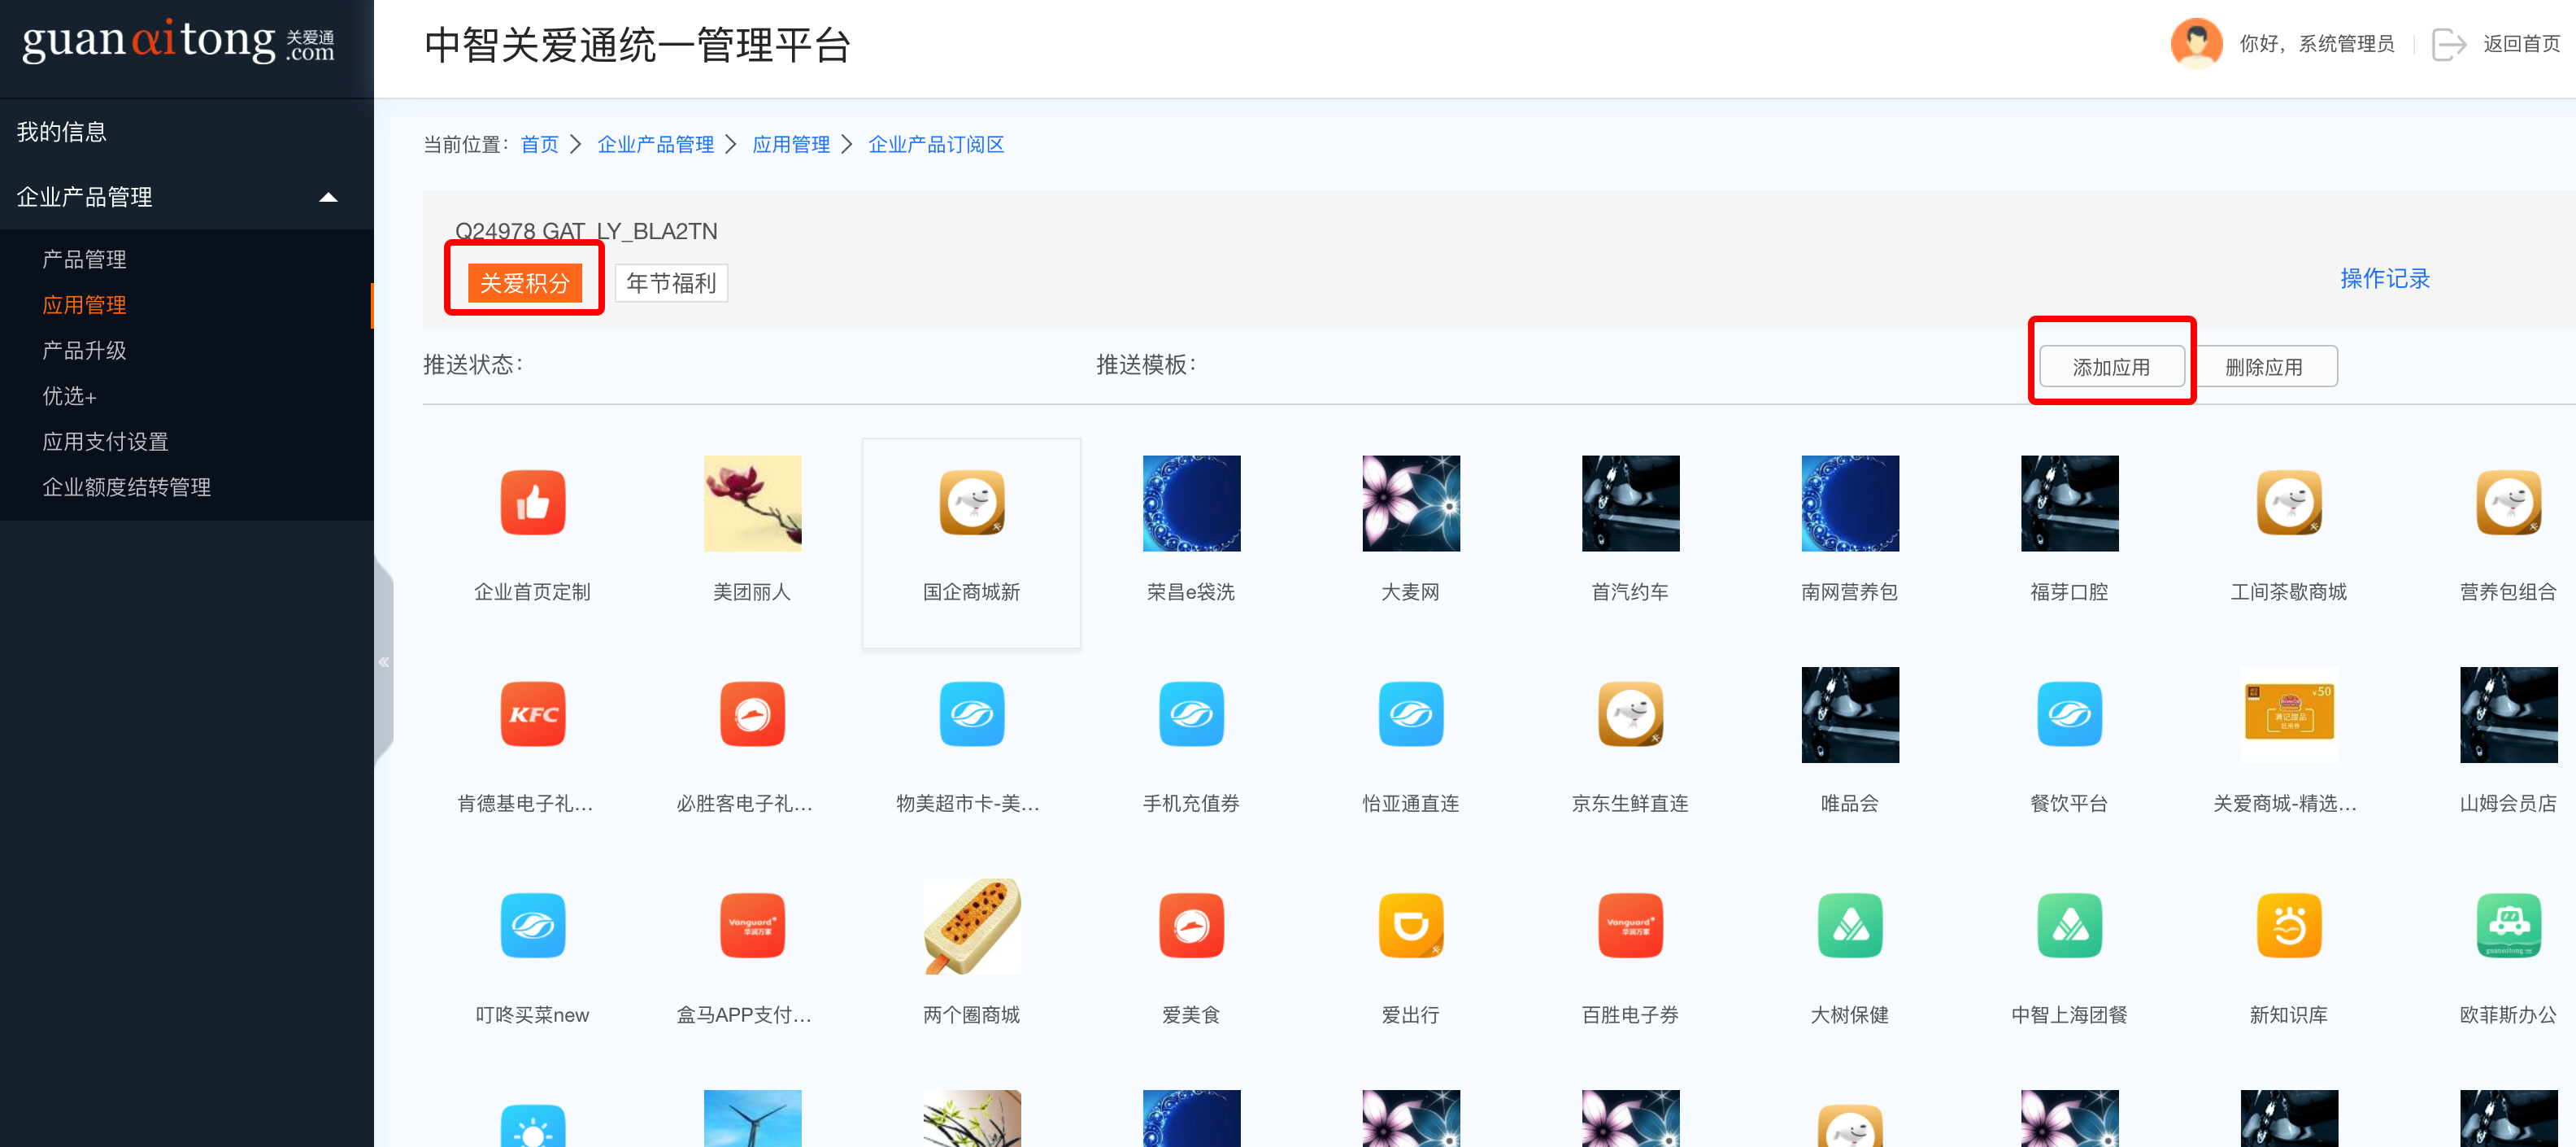 guanaitong 关爱通 .com
中智关爱通统一管理平台
你好，系统管理员
返回首页
我的信息
企业产品管理
产品管理
应用管理
产品升级
优选+
应用支付设置
企业额度结转管理
当前位置： 首页 > 企业产品管理 > 应用管理 > 企业产品订阅区
Q24978 GAT_LY_BLA2TN
关爱积分 年节福利
操作记录
推送状态： 推送模板：
添加应用 删除应用
企业首页定制 美团丽人 国企商城新 荣昌e袋洗 大麦网 首汽约车 南网营养包 福芽口腔 工间茶歇商城 营养包组合
KFC
¥50
肯德基电子礼... 必胜客电子礼... 物美超市卡-美... 手机充值券 怡亚通直连 京东生鲜直连 唯品会 餐饮平台 关爱商城-精选... 山姆会员店
Vanguard 华润万家
Vanguard 华润万家
叮咚买菜new 盒马APP支付... 两个圈商城 爱美食 爱出行 百胜电子券 大树保健 中智上海团餐 新知识库 欧菲斯办公